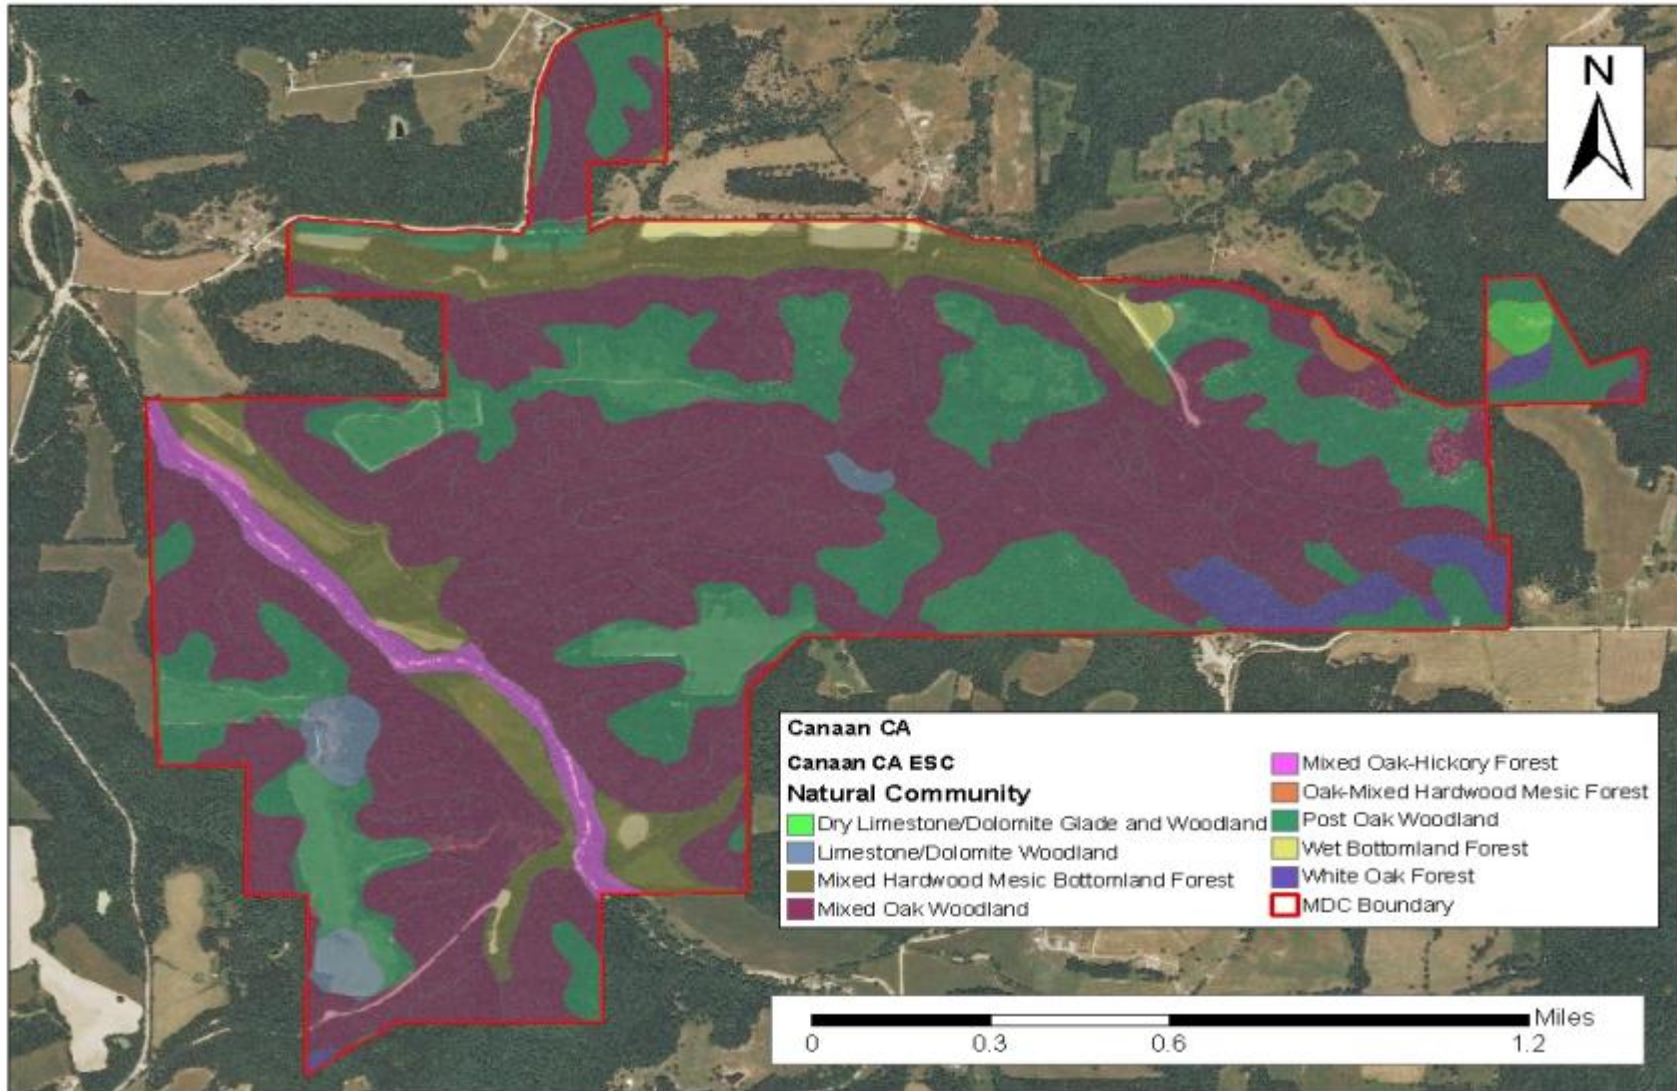 N
Canaan CA
Canaan CA ESC
Natural Community
Dry Limestone/Dolomite Glade and Woodland
Limestone/Dolomite Woodland
Mixed Hardwood Mesic Bottomland Forest
Mixed Oak Woodland
Mixed Oak-Hickory Forest
Oak-Mixed Hardwood Mesic Forest
Post Oak Woodland
Wet Bottomland Forest
White Oak Forest
MDC Boundary
Miles
0 0.3 0.6 1.2